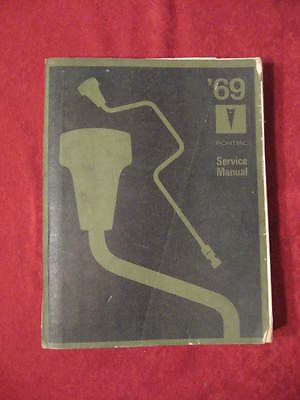 '69
PONTIAC
Service
Manual